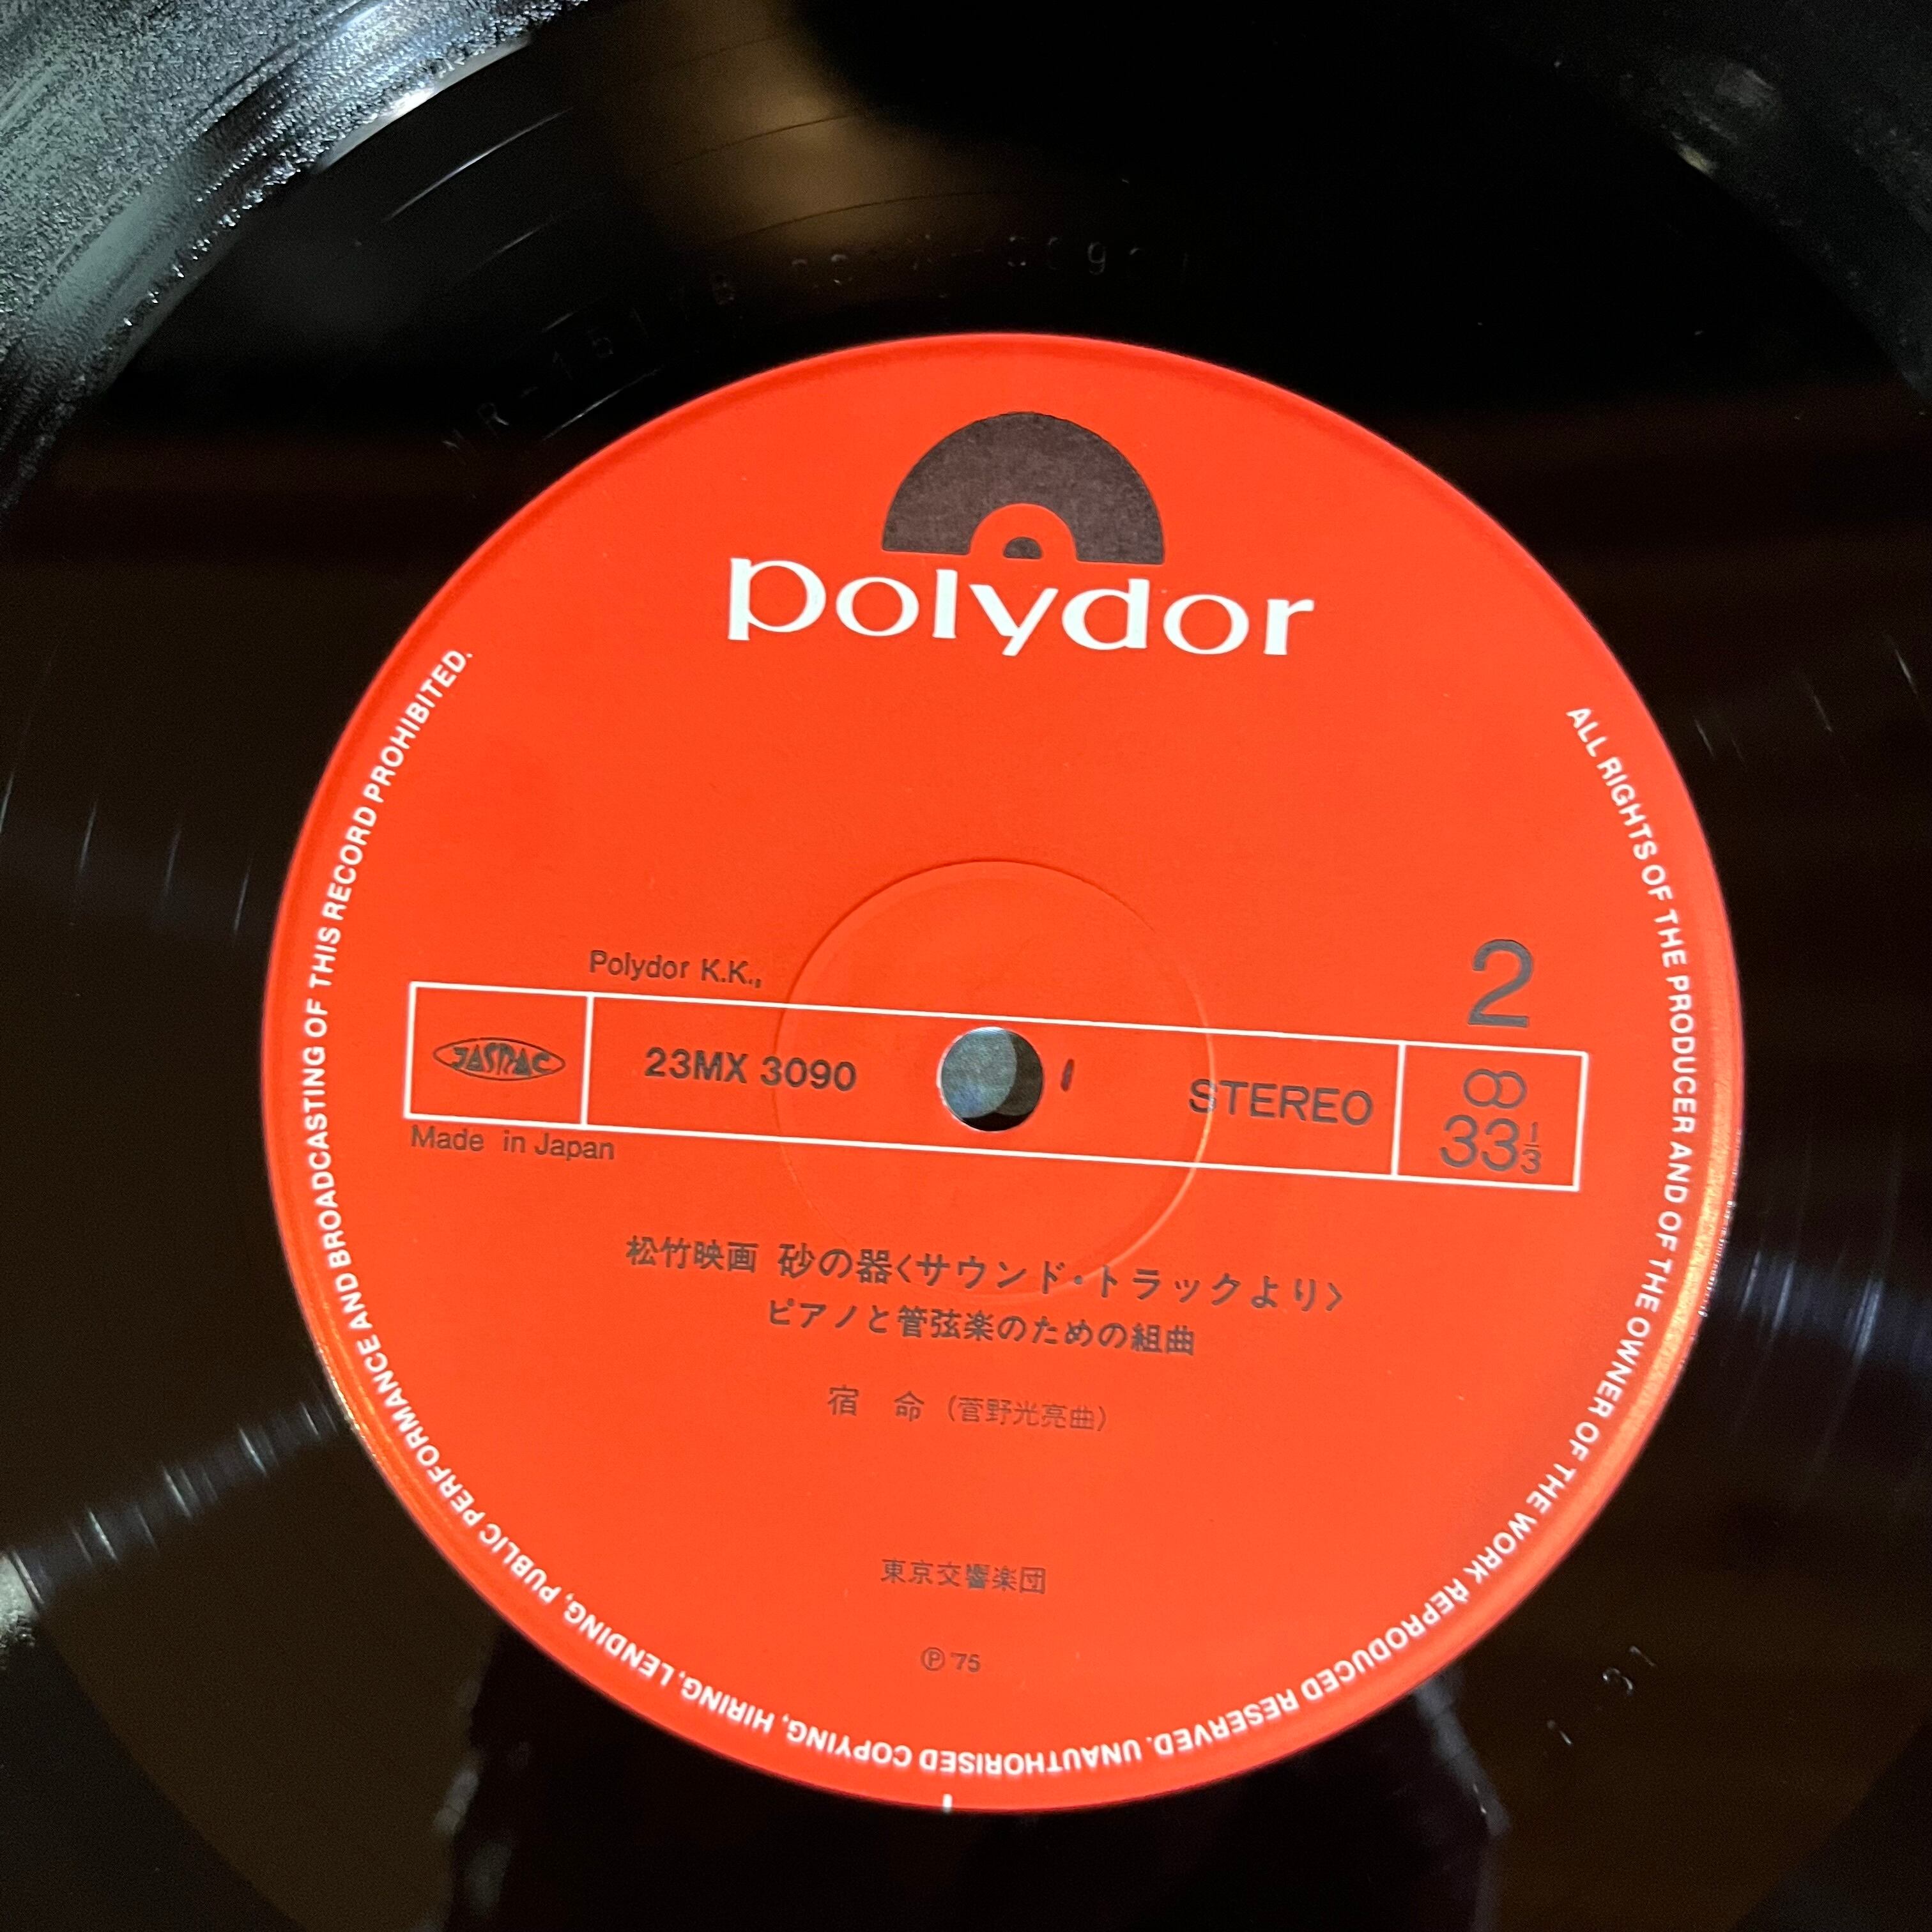 polydor
Polydor K.K.,
2
JASRAC
23MX 3090
STEREO
33 1/3
Made in Japan
松竹映画 砂の器〈サウンド・トラックより〉
ピアノと管弦楽のための組曲
宿 命 (菅野光亮曲)
東京交響楽団
Ⓟ '75
ALL RIGHTS OF THE PRODUCER AND OF THE OWNER OF THE WORK REPRODUCED RESERVED. UNAUTHORISED COPYING, HIRING, LENDING, PUBLIC PERFORMANCE AND BROADCASTING OF THIS RECORD PROHIBITED.